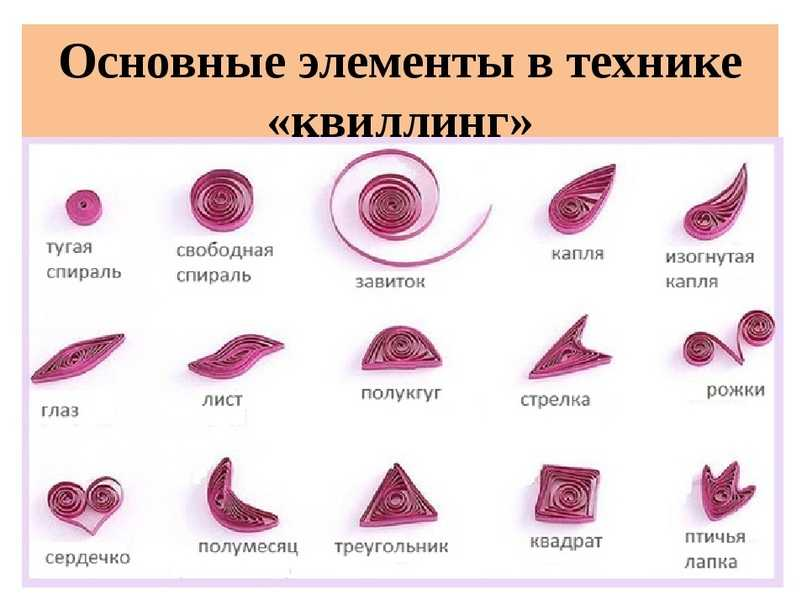 Основные элементы в технике
«квиллинг»
тугая
спираль
свободная
спираль
завиток
капля
изогнутая
капля
глаз
лист
полукгуг
стрелка
рожки
сердечко
полумесяц
треугольник
квадрат
птичья
лапка